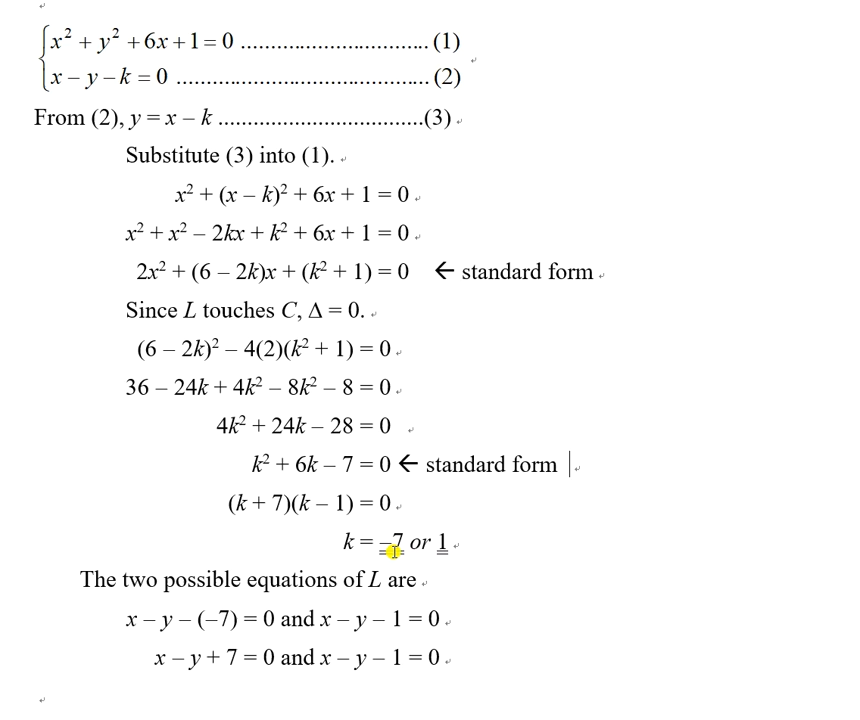 x² + y² + 6x + 1 = 0 ................................ (1)
x – y – k = 0 ........................................... (2)
From (2), y = x – k ...................................(3)
Substitute (3) into (1).
x² + (x – k)² + 6x + 1 = 0
x² + x² – 2kx + k² + 6x + 1 = 0
2x² + (6 – 2k)x + (k² + 1) = 0 ← standard form
Since L touches C, Δ = 0.
(6 – 2k)² – 4(2)(k² + 1) = 0
36 – 24k + 4k² – 8k² – 8 = 0
4k² + 24k – 28 = 0
k² + 6k – 7 = 0 ← standard form
(k + 7)(k – 1) = 0
k = –7 or 1
The two possible equations of L are
x – y – (–7) = 0 and x – y – 1 = 0
x – y + 7 = 0 and x – y – 1 = 0